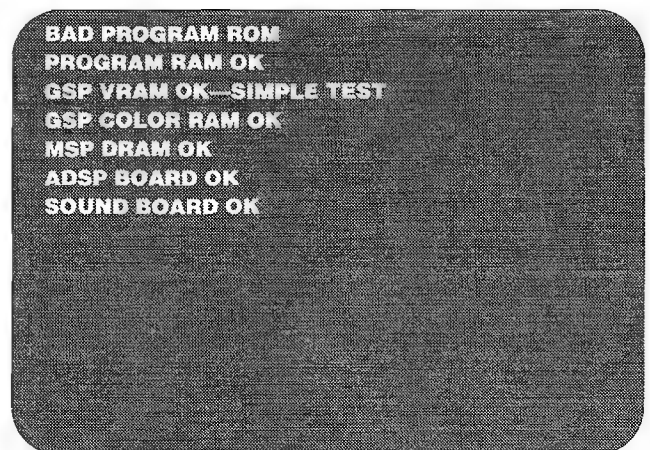 BAD PROGRAM ROM
PROGRAM RAM OK
GSP VRAM OK—SIMPLE TEST
GSP COLOR RAM OK
MSP DRAM OK
ADSP BOARD OK
SOUND BOARD OK